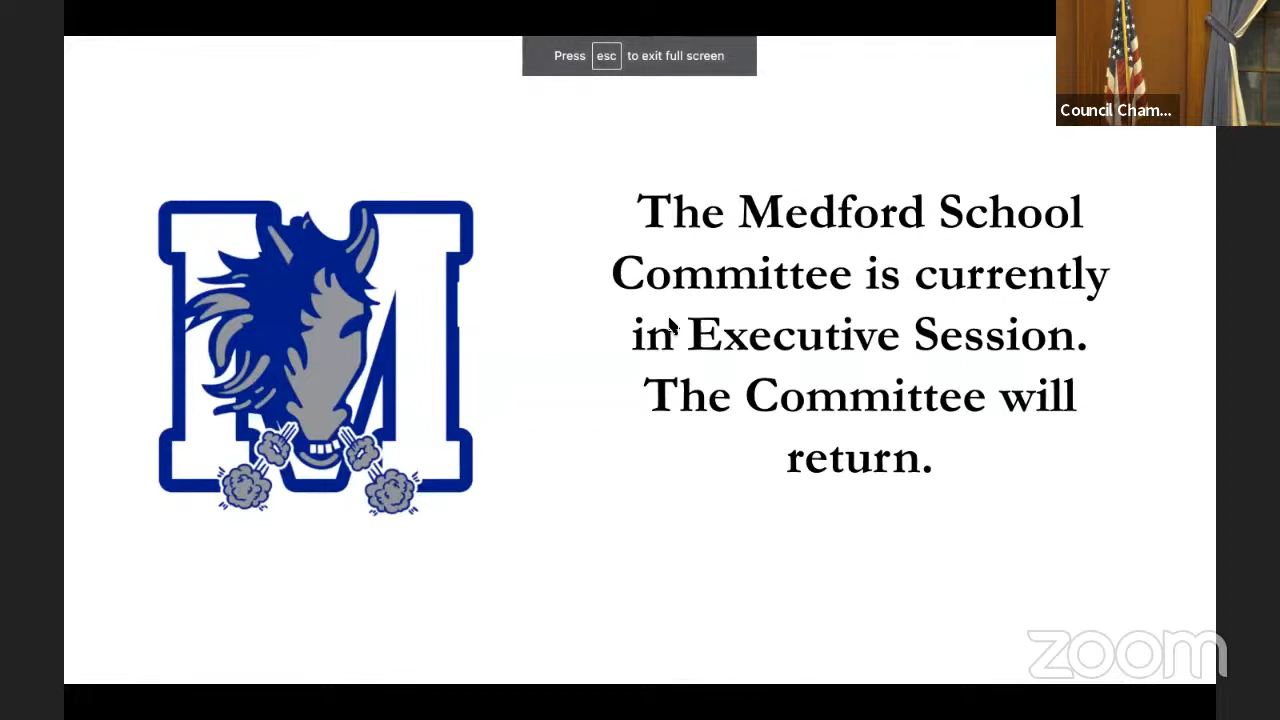 Press esc to exit full screen
Council Cham...
M
The Medford School
Committee is currently
in Executive Session.
The Committee will
return.
zoom